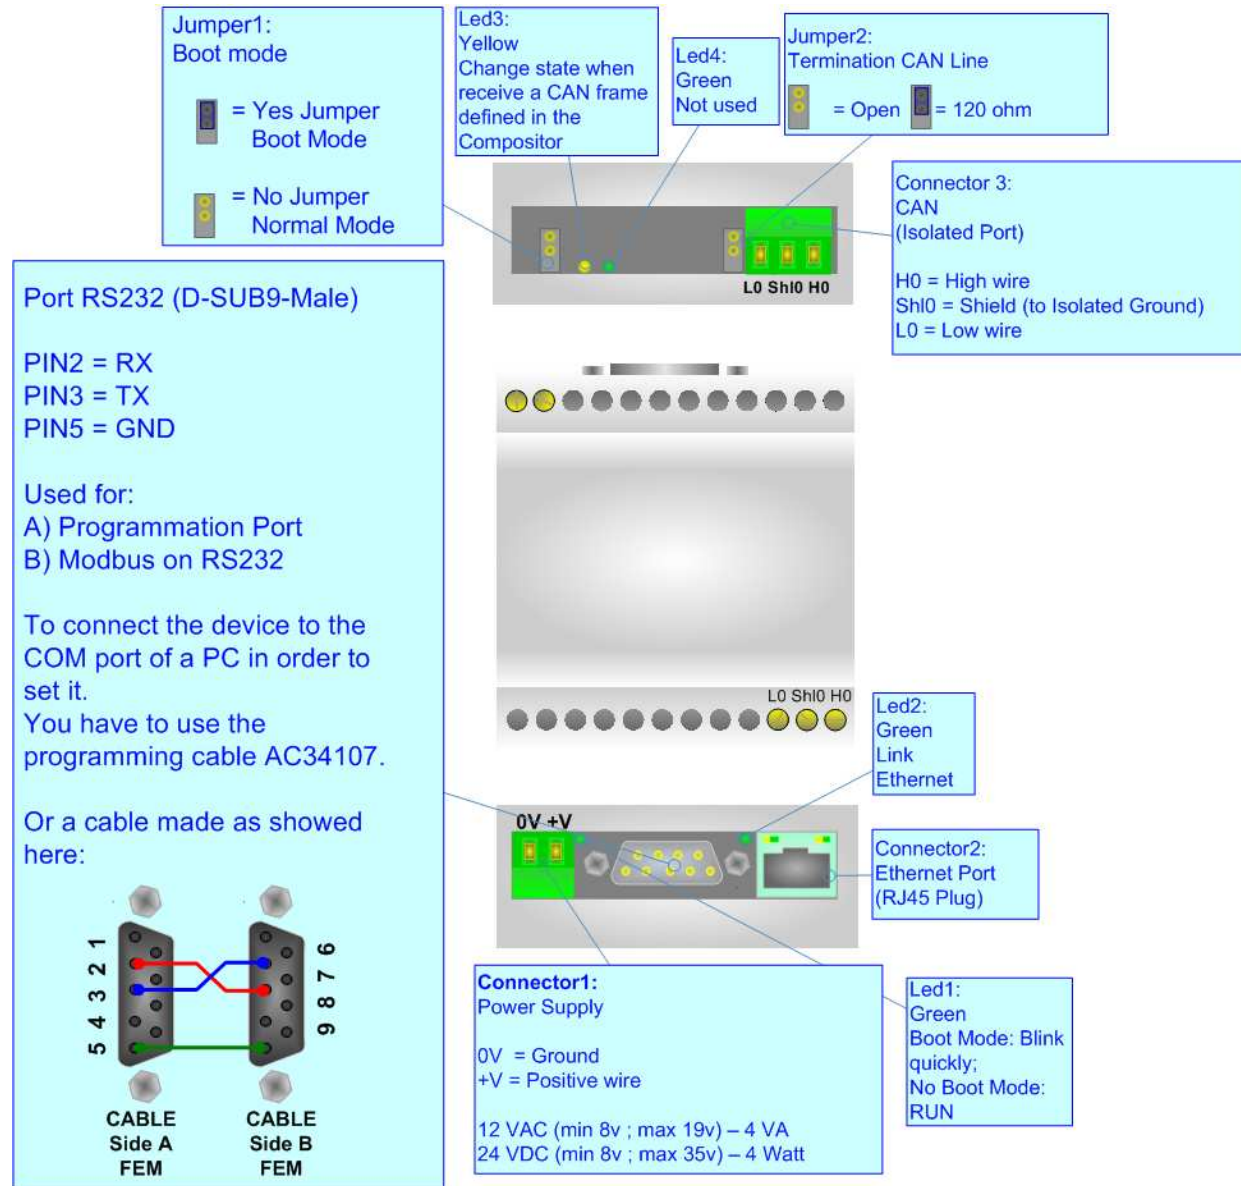 Jumper1:
Boot mode
= Yes Jumper
Boot Mode
= No Jumper
Normal Mode
Led3:
Yellow
Change state when
receive a CAN frame
defined in the
Compositor
Led4:
Green
Not used
Jumper2:
Termination CAN Line
= Open = 120 ohm
Connector 3:
CAN
(Isolated Port)
H0 = High wire
Shl0 = Shield (to Isolated Ground)
L0 = Low wire
L0 Shl0 H0
Port RS232 (D-SUB9-Male)
PIN2 = RX
PIN3 = TX
PIN5 = GND
Used for:
A) Programmation Port
B) Modbus on RS232
To connect the device to the
COM port of a PC in order to
set it.
You have to use the
programming cable AC34107.
Or a cable made as showed
here:
1
2
3
4
5
6
7
8
9
CABLE
Side A
FEM
CABLE
Side B
FEM
L0 Shl0 H0
Led2:
Green
Link
Ethernet
0V +V
Connector2:
Ethernet Port
(RJ45 Plug)
Connector1:
Power Supply
0V = Ground
+V = Positive wire
12 VAC (min 8v ; max 19v) – 4 VA
24 VDC (min 8v ; max 35v) – 4 Watt
Led1:
Green
Boot Mode: Blink
quickly;
No Boot Mode:
RUN